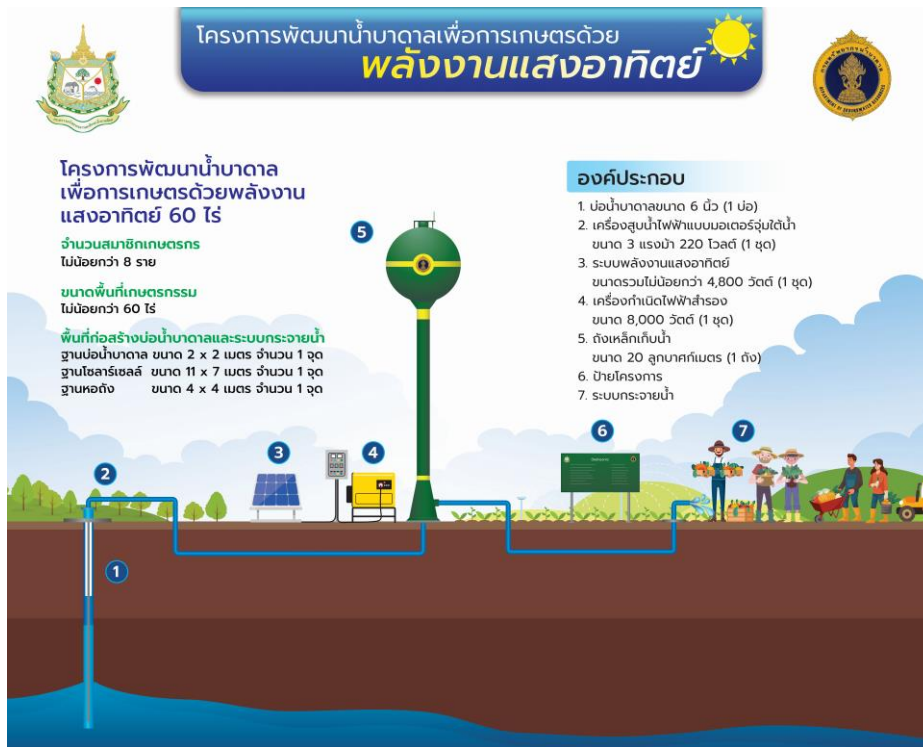 โครงการพัฒนาน้ำบาดาลเพื่อการเกษตรด้วย
พลังงานแสงอาทิตย์
โครงการพัฒนาน้ำบาดาล
เพื่อการเกษตรด้วยพลังงาน
แสงอาทิตย์ 60 ไร่
จำนวนสมาชิกเกษตรกร
ไม่น้อยกว่า 8 ราย
ขนาดพื้นที่เกษตรกรรม
ไม่น้อยกว่า 60 ไร่
พื้นที่ก่อสร้างบ่อน้ำบาดาลและระบบกระจายน้ำ
ฐานบ่อน้ำบาดาล ขนาด 2 x 2 เมตร จำนวน 1 จุด
ฐานโซลาร์เซลล์ ขนาด 11 x 7 เมตร จำนวน 1 จุด
ฐานหอถัง ขนาด 4 x 4 เมตร จำนวน 1 จุด
องค์ประกอบ
1. บ่อน้ำบาดาลขนาด 6 นิ้ว (1 บ่อ)
2. เครื่องสูบน้ำไฟฟ้าแบบมอเตอร์จุ่มใต้น้ำ
ขนาด 3 แรงม้า 220 โวลต์ (1 ชุด)
3. ระบบพลังงานแสงอาทิตย์
ขนาดรวมไม่น้อยกว่า 4,800 วัตต์ (1 ชุด)
4. เครื่องกำเนิดไฟฟ้าสำรอง
ขนาด 8,000 วัตต์ (1 ชุด)
5. ถังเหล็กเก็บน้ำ
ขนาด 20 ลูกบาศก์เมตร (1 ถัง)
6. ป้ายโครงการ
7. ระบบกระจายน้ำ
5
2
3
4
6
7
1
กรมทรัพยากรน้ำบาดาล
DEPARTMENT OF GROUNDWATER RESOURCES